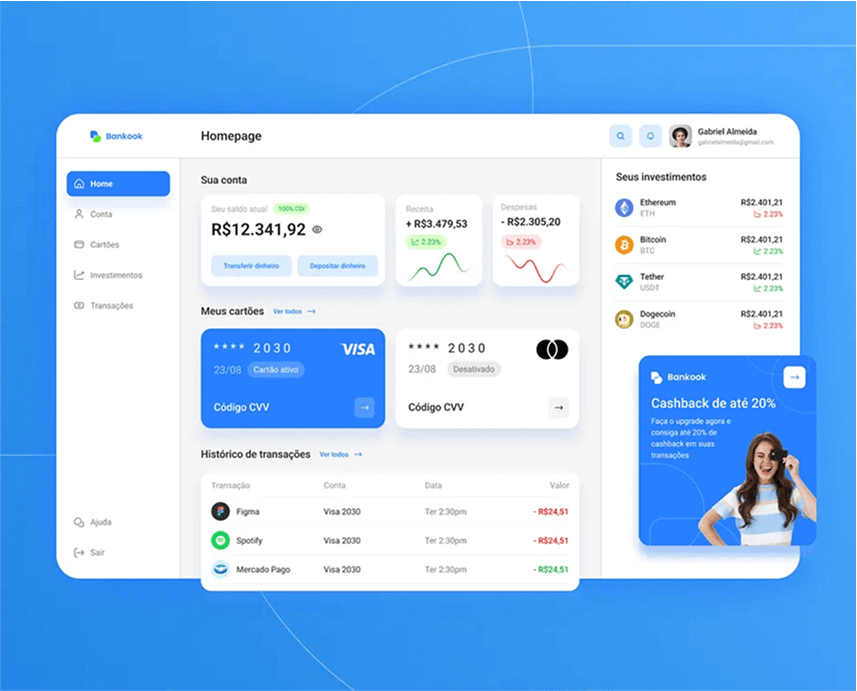 Bankook
Homepage
Gabriel Almeida
gabrielalmeida@gmail.com
Home
Conta
Cartões
Investimentos
Transações
Ajuda
Sair
Sua conta
Seu saldo atual 100% CDI
R$12.341,92
Transferir dinheiro Depositar dinheiro
Receita
+ R$3.479,53
2.23%
Despesas
- R$2.305,20
2.23%
Meus cartões Ver todos
**** 2030 VISA
23/08 Cartão ativo
Código CVV
**** 2030
23/08 Desativado
Código CVV
Histórico de transações Ver todos
Transação Conta Data Valor
Figma Visa 2030 Ter 2:30pm - R$24,51
Spotify Visa 2030 Ter 2:30pm - R$24,51
Mercado Pago Visa 2030 Ter 2:30pm - R$24,51
Seus investimentos
Ethereum R$2.401,21
ETH 2.23%
Bitcoin R$2.401,21
BTC 2.23%
Tether R$2.401,21
USDT 2.23%
Dogecoin R$2.401,21
DOGE 2.23%
Bankook
Cashback de até 20%
Faça o upgrade agora e
consiga até 20% de
cashback em suas
transações